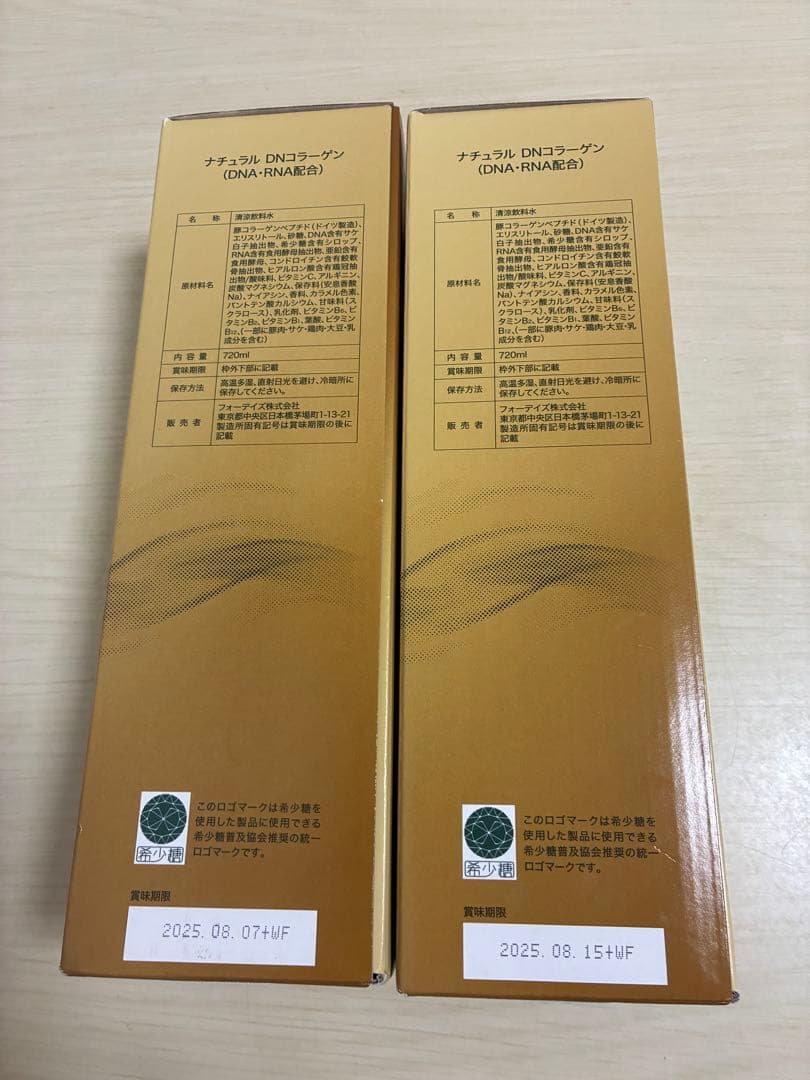 ナチュラル DNコラーゲン
(DNA・RNA配合)
名 称 清涼飲料水
原材料名
豚コラーゲンペプチド(ドイツ製造)、
エリスリトール、砂糖、DNA含有サケ
白子抽出物、希少糖含有シロップ、
RNA含有食用酵母抽出物、亜鉛含有
食用酵母、コンドロイチン含有鮫軟
骨抽出物、ヒアルロン酸含有鶏冠抽
出物/酸味料、ビタミンC、アルギニン、
炭酸マグネシウム、保存料(安息香酸
Na)、ナイアシン、香料、カラメル色素、
パントテン酸カルシウム、甘味料(ス
クラロース)、乳化剤、ビタミンB₆、ビ
タミンB₂、ビタミンB₁、葉酸、ビタミン
B₁₂、(一部に豚肉・サケ・鶏肉・大豆・乳
成分を含む)
内容量 720ml
賞味期限 枠外下部に記載
保存方法 高温多湿、直射日光を避け、冷暗所に
保存してください。
販売者
フォーデイズ株式会社
東京都中央区日本橋茅場町1-13-21
製造所固有記号は賞味期限の後に
記載
希少糖
このロゴマークは希少糖を
使用した製品に使用できる
希少糖普及協会推奨の統一
ロゴマークです。
賞味期限
2025.08.07+WF
ナチュラル DNコラーゲン
(DNA・RNA配合)
名 称 清涼飲料水
原材料名
豚コラーゲンペプチド(ドイツ製造)、
エリスリトール、砂糖、DNA含有サケ
白子抽出物、希少糖含有シロップ、
RNA含有食用酵母抽出物、亜鉛含有
食用酵母、コンドロイチン含有鮫軟
骨抽出物、ヒアルロン酸含有鶏冠抽
出物/酸味料、ビタミンC、アルギニン、
炭酸マグネシウム、保存料(安息香酸
Na)、ナイアシン、香料、カラメル色素、
パントテン酸カルシウム、甘味料(ス
クラロース)、乳化剤、ビタミンB₆、ビ
タミンB₂、ビタミンB₁、葉酸、ビタミン
B₁₂、(一部に豚肉・サケ・鶏肉・大豆・乳
成分を含む)
内容量 720ml
賞味期限 枠外下部に記載
保存方法 高温多湿、直射日光を避け、冷暗所に
保存してください。
販売者
フォーデイズ株式会社
東京都中央区日本橋茅場町1-13-21
製造所固有記号は賞味期限の後に
記載
希少糖
このロゴマークは希少糖を
使用した製品に使用できる
希少糖普及協会推奨の統一
ロゴマークです。
賞味期限
2025.08.15+WF